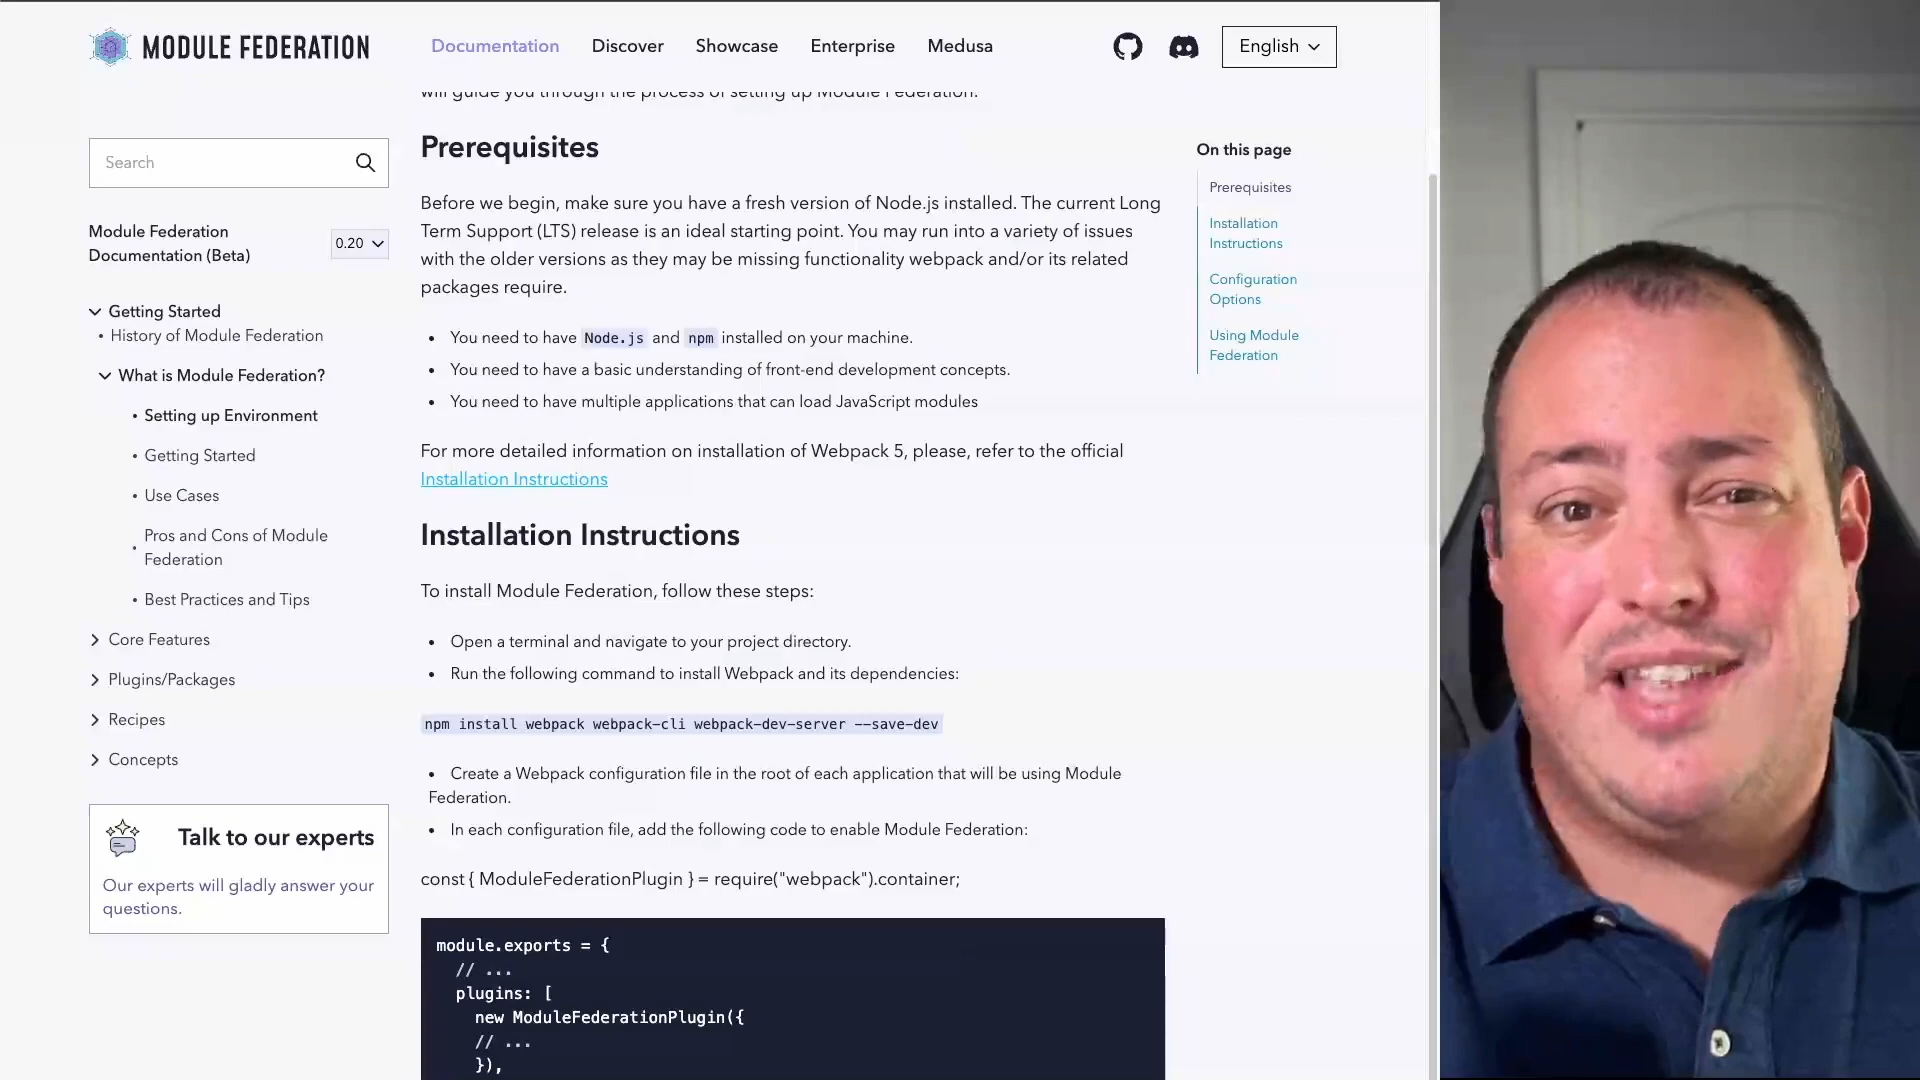 MODULE FEDERATION
Documentation
Discover
Showcase
Enterprise
Medusa
English
Search
Module Federation
Documentation (Beta)
0.20
Getting Started
• History of Module Federation
What is Module Federation?
• Setting up Environment
• Getting Started
• Use Cases
• Pros and Cons of Module
Federation
• Best Practices and Tips
Core Features
Plugins/Packages
Recipes
Concepts
Talk to our experts
Our experts will gladly answer your
questions.
will guide you through the process of setting up Module Federation.
Prerequisites
Before we begin, make sure you have a fresh version of Node.js installed. The current Long
Term Support (LTS) release is an ideal starting point. You may run into a variety of issues
with the older versions as they may be missing functionality webpack and/or its related
packages require.
• You need to have Node.js and npm installed on your machine.
• You need to have a basic understanding of front-end development concepts.
• You need to have multiple applications that can load JavaScript modules
For more detailed information on installation of Webpack 5, please, refer to the official
Installation Instructions
Installation Instructions
To install Module Federation, follow these steps:
• Open a terminal and navigate to your project directory.
• Run the following command to install Webpack and its dependencies:
npm install webpack webpack-cli webpack-dev-server --save-dev
• Create a Webpack configuration file in the root of each application that will be using Module
Federation.
• In each configuration file, add the following code to enable Module Federation:
const { ModuleFederationPlugin } = require("webpack").container;
module.exports = {
// ...
plugins: [
new ModuleFederationPlugin({
// ...
}),
On this page
Prerequisites
Installation
Instructions
Configuration
Options
Using Module
Federation